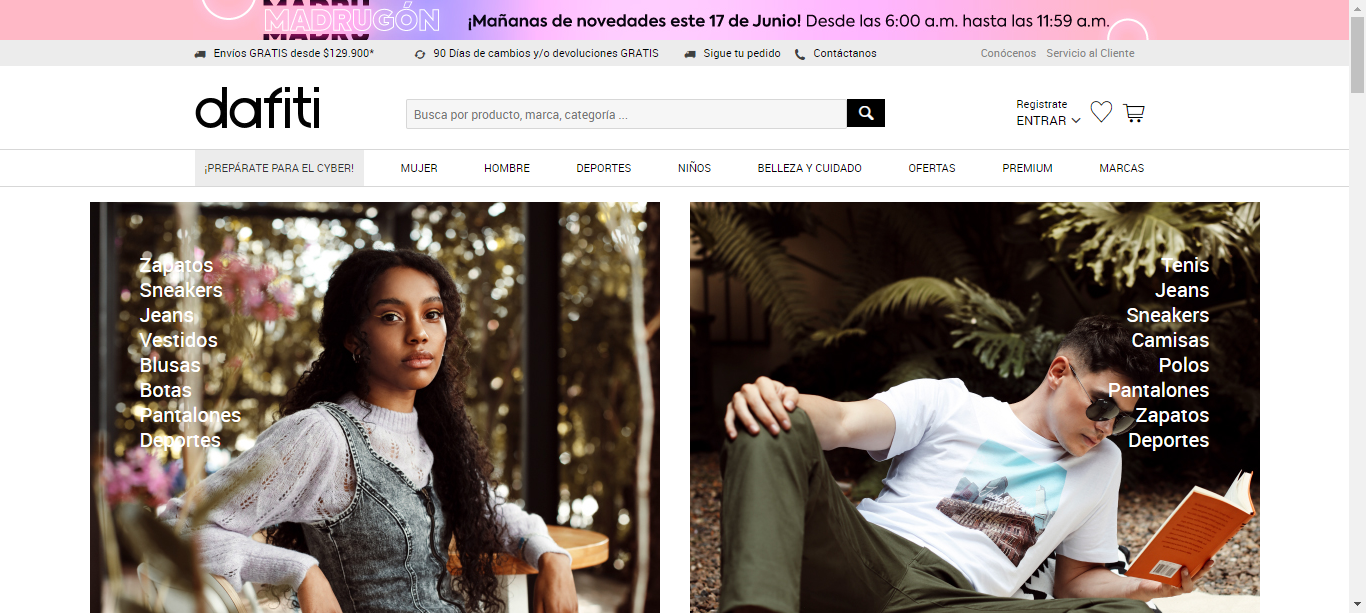 MADRU
MADRUGÓN
MADRU
¡Mañanas de novedades este 17 de Junio! Desde las 6:00 a.m. hasta las 11:59 a.m.
Envíos GRATIS desde $129.900* 90 Días de cambios y/o devoluciones GRATIS Sigue tu pedido Contáctanos Conócenos Servicio al Cliente
dafiti
Busca por producto, marca, categoría ...
Registrate
ENTRAR
¡PREPÁRATE PARA EL CYBER! MUJER HOMBRE DEPORTES NIÑOS BELLEZA Y CUIDADO OFERTAS PREMIUM MARCAS
Zapatos
Sneakers
Jeans
Vestidos
Blusas
Botas
Pantalones
Deportes
Tenis
Jeans
Sneakers
Camisas
Polos
Pantalones
Zapatos
Deportes